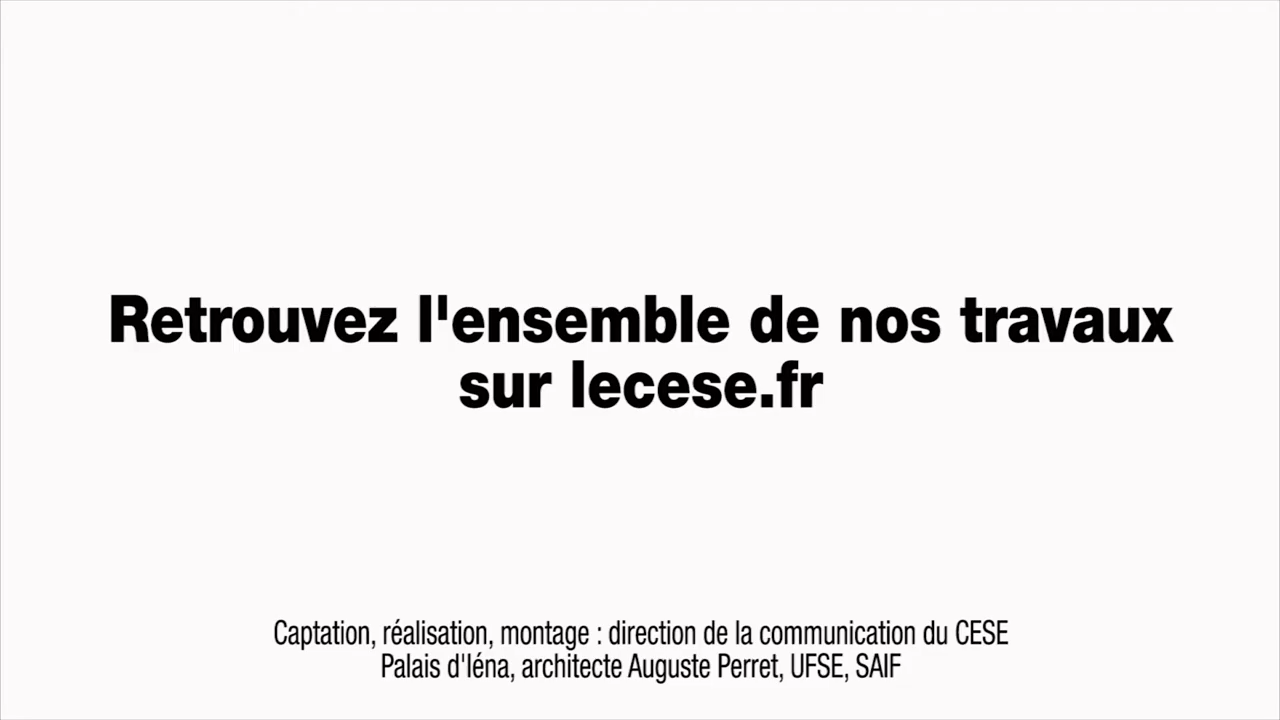 Retrouvez l'ensemble de nos travaux
sur lecese.fr
Captation, réalisation, montage : direction de la communication du CESE
Palais d'Iéna, architecte Auguste Perret, UFSE, SAIF